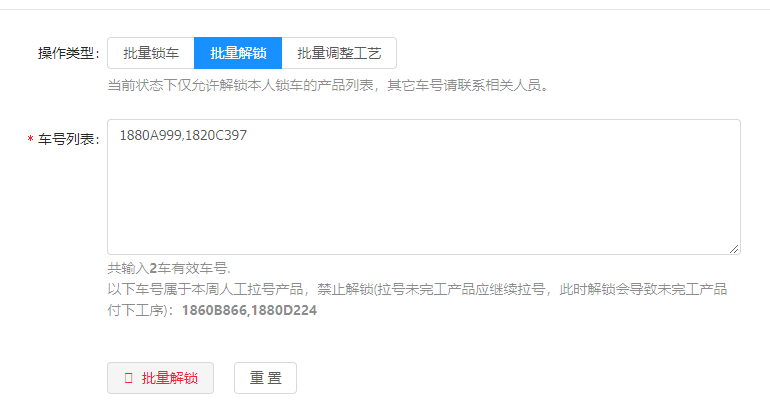 操作类型: 批量锁车 批量解锁 批量调整工艺
当前状态下仅允许解锁本人锁车的产品列表，其它车号请联系相关人员。
* 车号列表: 1880A999,1820C397
共输入2车有效车号.
以下车号属于本周人工拉号产品，禁止解锁(拉号未完工产品应继续拉号，此时解锁会导致未完工产品
付下工序)：1860B866,1880D224
批量解锁 重 置